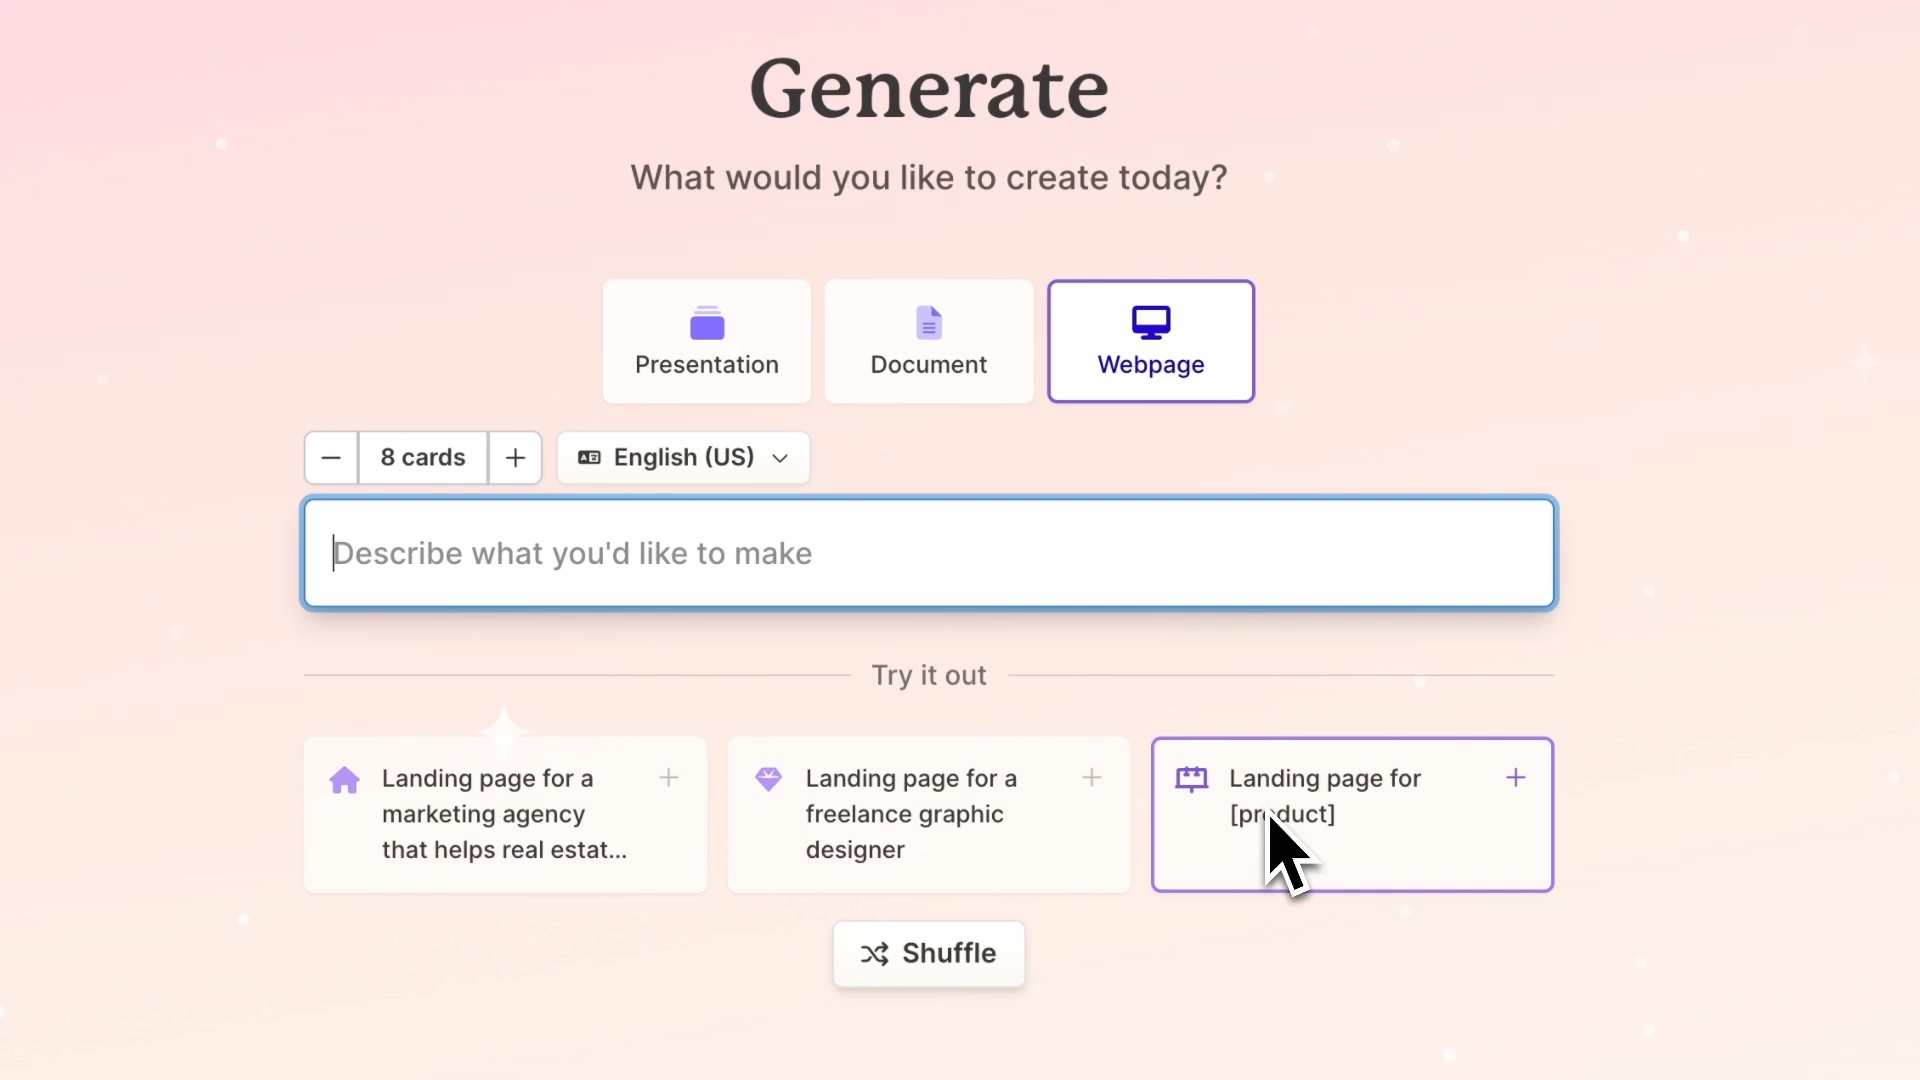 Generate
What would you like to create today?
Presentation
Document
Webpage
8 cards
English (US)
Describe what you'd like to make
Try it out
Landing page for a
marketing agency
that helps real estat...
Landing page for a
freelance graphic
designer
Landing page for
[product]
Shuffle